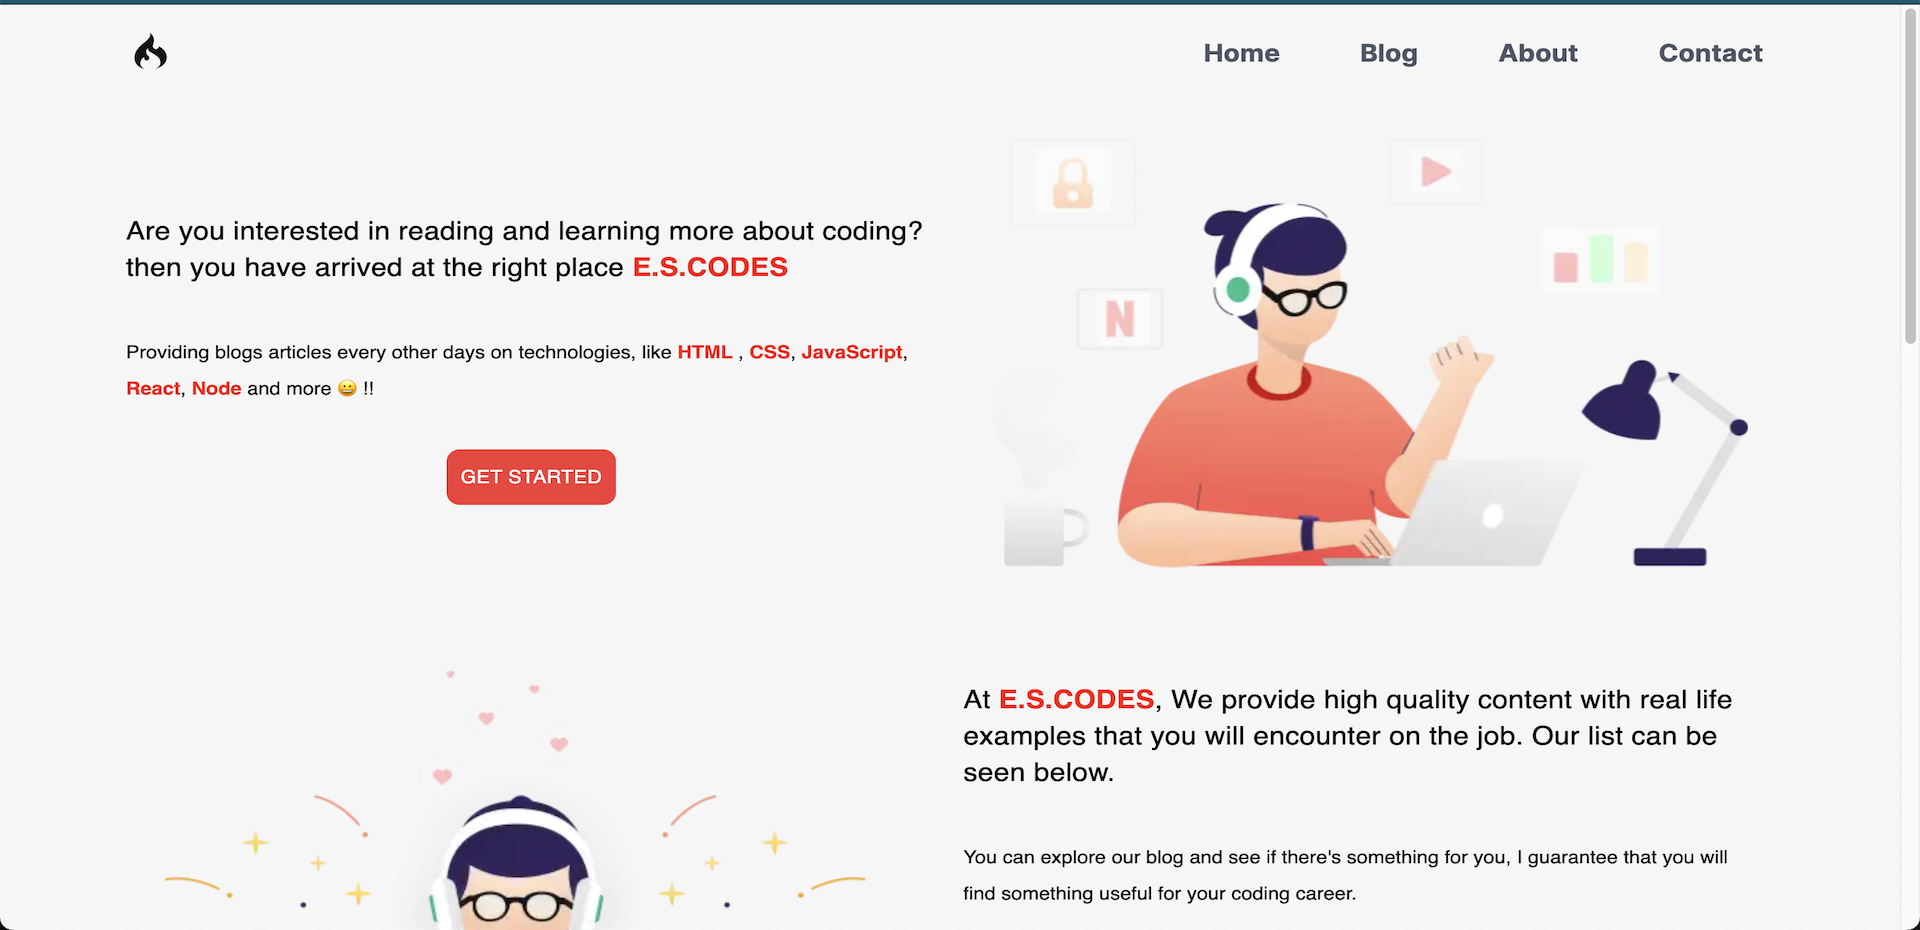 Home Blog About Contact
Are you interested in reading and learning more about coding?
then you have arrived at the right place E.S.CODES
Providing blogs articles every other days on technologies, like HTML , CSS, JavaScript,
React, Node and more 😀 !!
GET STARTED
N
At E.S.CODES, We provide high quality content with real life
examples that you will encounter on the job. Our list can be
seen below.
You can explore our blog and see if there's something for you, I guarantee that you will
find something useful for your coding career.